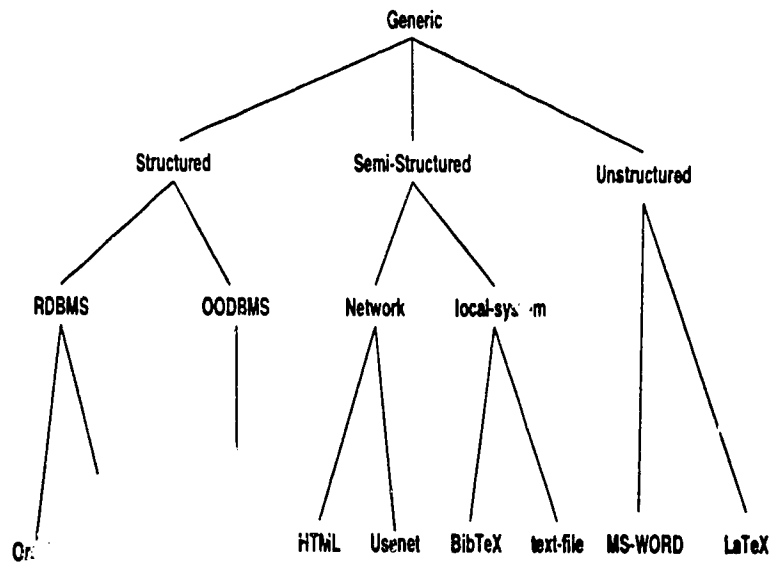 Generic
Structured Semi-Structured Unstructured
RDBMS OODBMS Network
HTML Usenet BibTeX text-file MS-WORD LaTeX